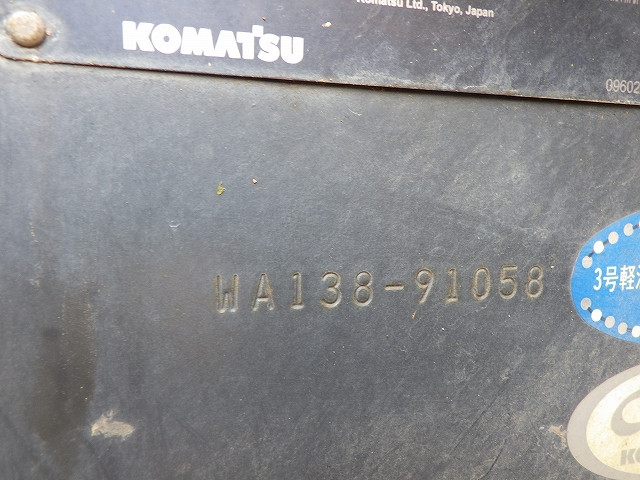 Komatsu Ltd., Tokyo, Japan
KOMATSU
09602
WA138-91058
3号軽